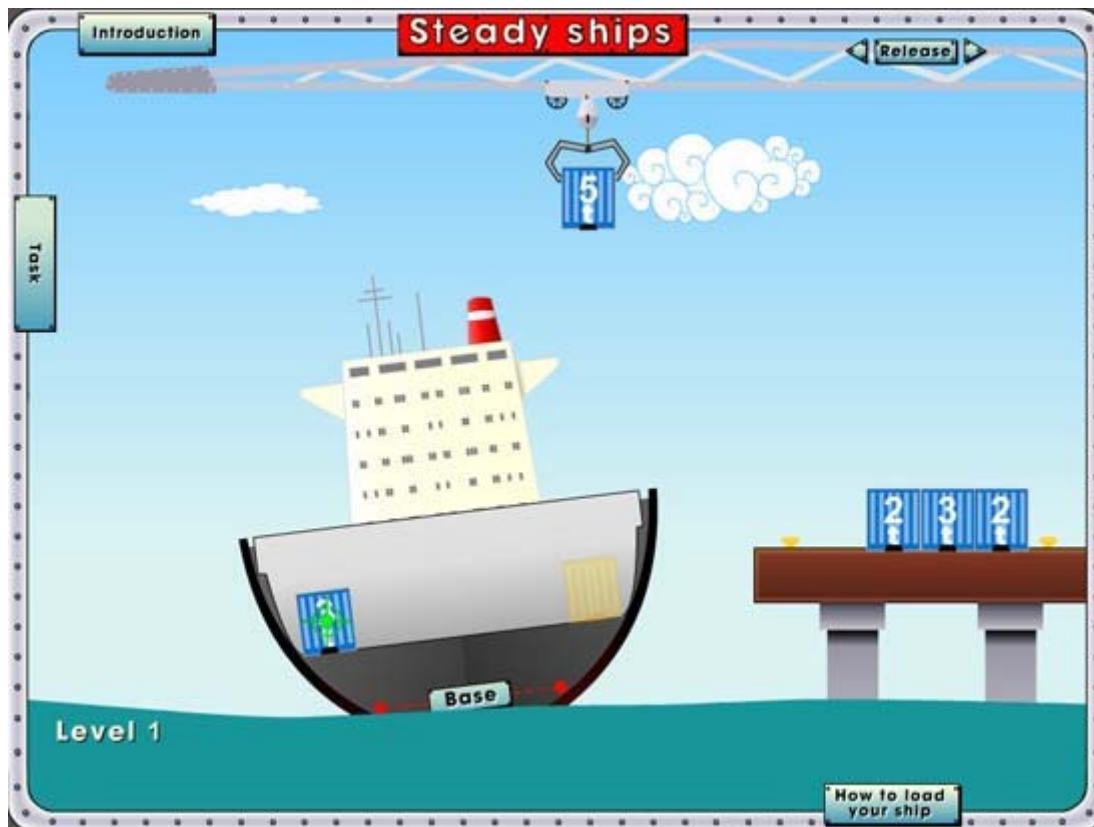 Introduction
Steady ships
Release
5
t
Task
2 3 2
t t t
Base
Level 1
How to load
your ship